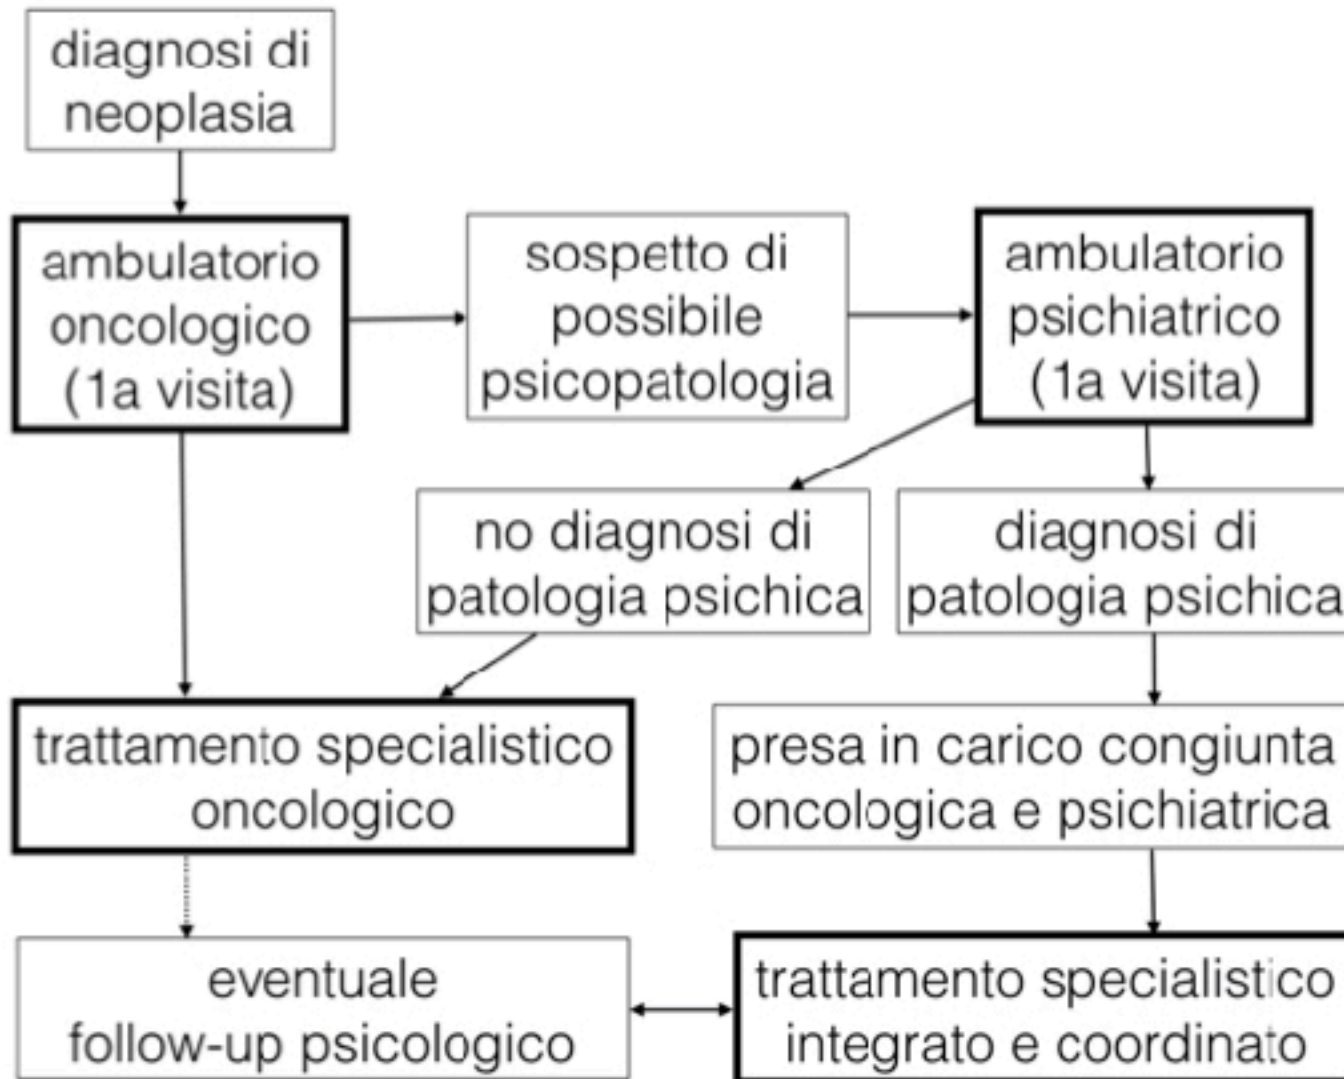 diagnosi di
neoplasia
ambulatorio
oncologico
(1a visita)
sospetto di
possibile
psicopatologia
ambulatorio
psichiatrico
(1a visita)
no diagnosi di
patologia psichica
diagnosi di
patologia psichica
trattamento specialistico
oncologico
presa in carico congiunta
oncologica e psichiatrica
eventuale
follow-up psicologico
trattamento specialistico
integrato e coordinato